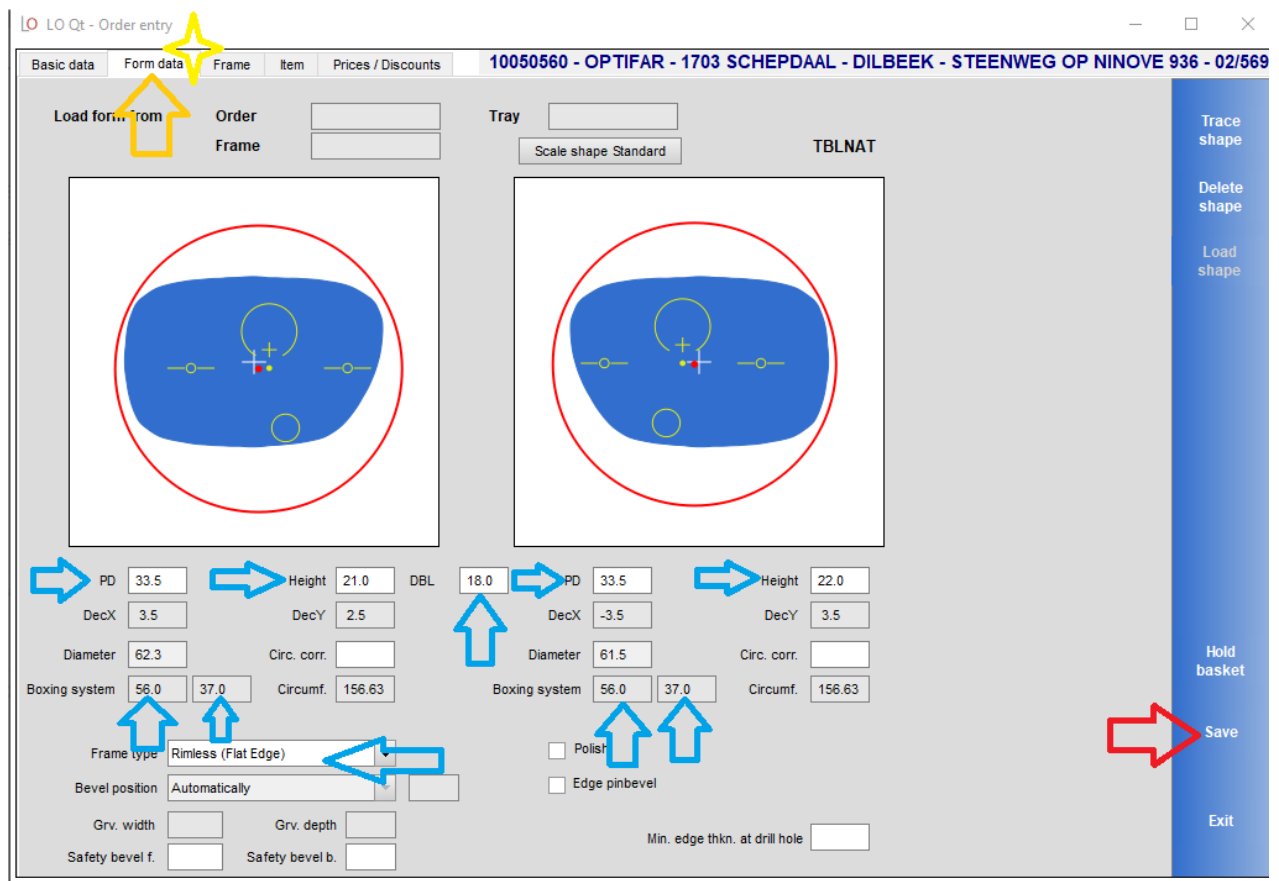 LO LO Qt - Order entry
Basic data Form data Frame Item Prices / Discounts 10050560 - OPTIFAR - 1703 SCHEPDAAL - DILBEEK - STEENWEG OP NINOVE 936 - 02/569
Load form from Order Tray
Frame Scale shape Standard TBLNAT
Trace
shape
Delete
shape
Load
shape
PD 33.5 Height 21.0 DBL 18.0 PD 33.5 Height 22.0
DecX 3.5 DecY 2.5 DecX -3.5 DecY 3.5
Diameter 62.3 Circ. corr. Diameter 61.5 Circ. corr.
Boxing system 56.0 37.0 Circumf. 156.63 Boxing system 56.0 37.0 Circumf. 156.63
Hold
basket
Save
Frame type Rimless (Flat Edge) Polish
Bevel position Automatically Edge pinbevel
Grv. width Grv. depth Min. edge thkn. at drill hole
Safety bevel f. Safety bevel b.
Exit